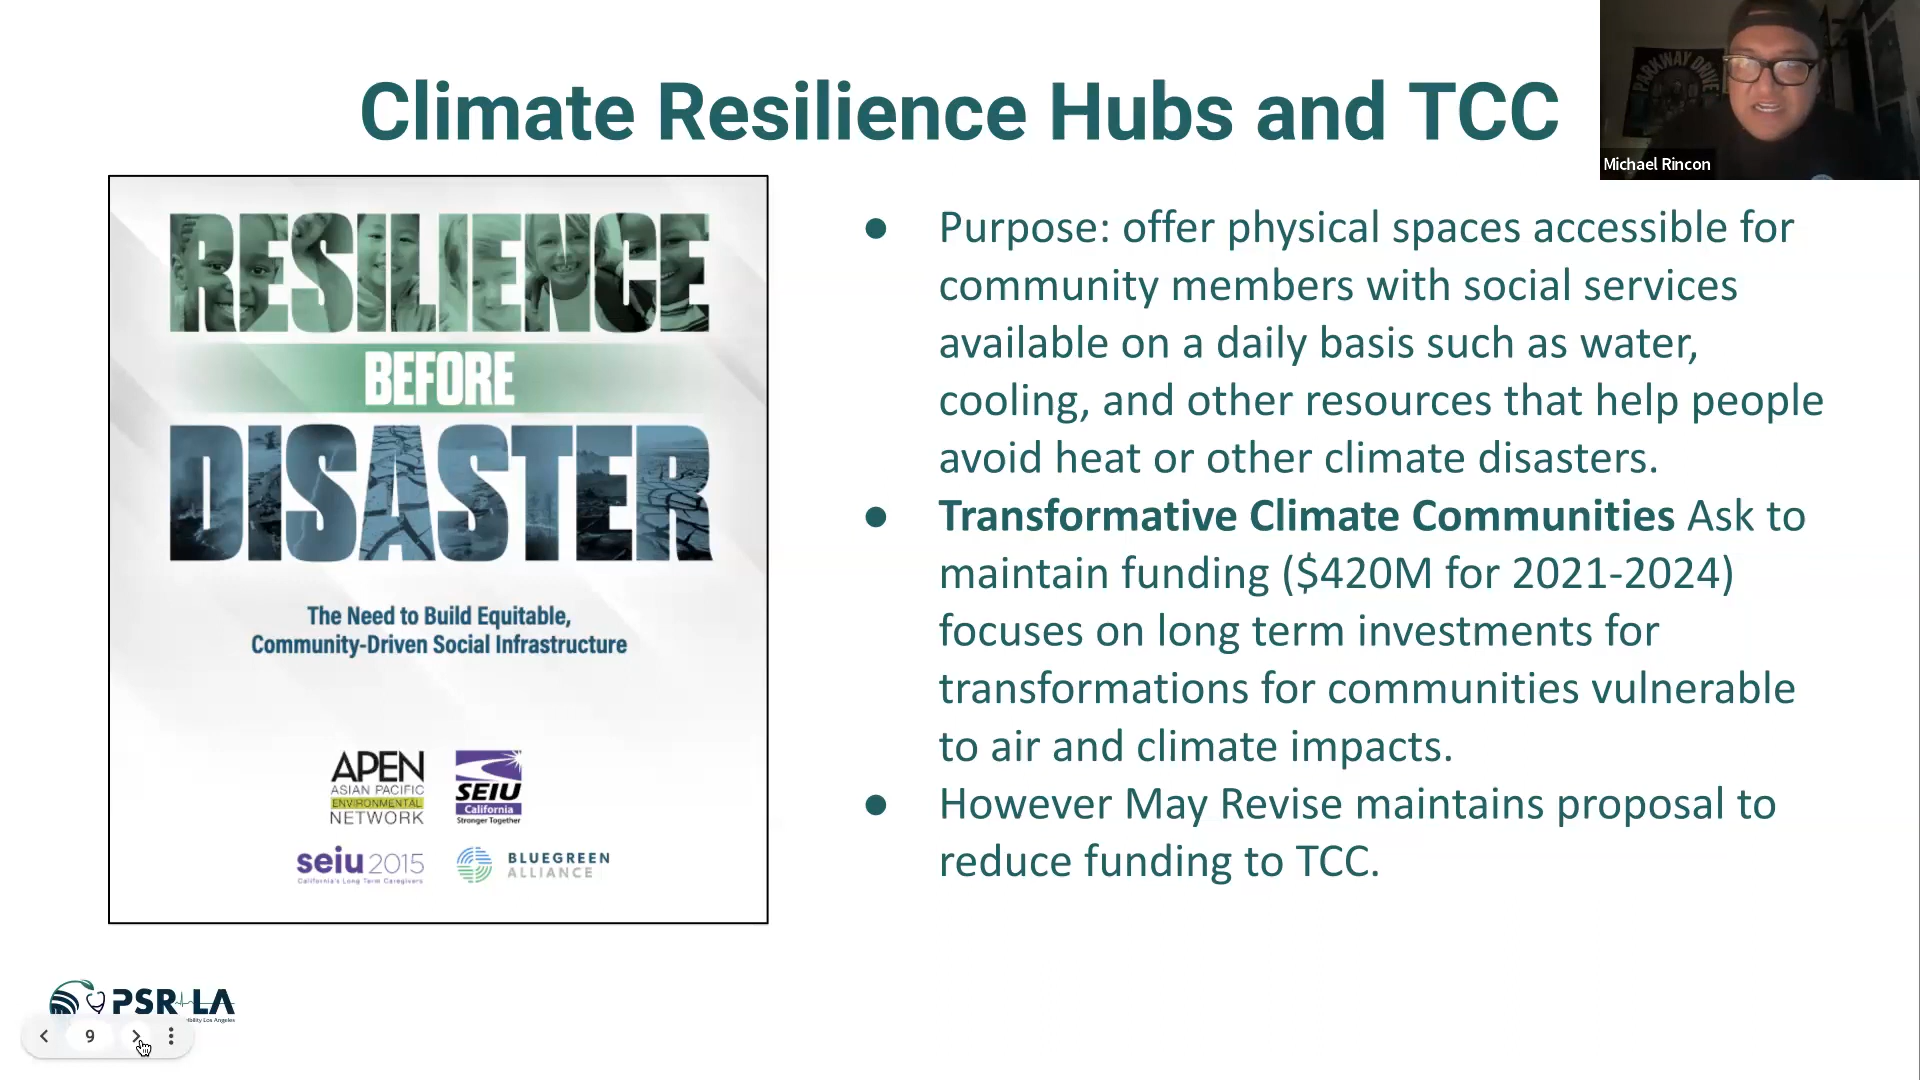 Climate Resilience Hubs and TCC
PARKWAY DRIVE
Michael Rincon
RESILIENCE
BEFORE
DISASTER
The Need to Build Equitable,
Community-Driven Social Infrastructure
APEN
ASIAN PACIFIC
ENVIRONMENTAL
NETWORK
SEIU
California
Stronger Together
seiu2015
California's Long Term Caregivers
BLUEGREEN
ALLIANCE
● Purpose: offer physical spaces accessible for
community members with social services
available on a daily basis such as water,
cooling, and other resources that help people
avoid heat or other climate disasters.
● Transformative Climate Communities Ask to
maintain funding ($420M for 2021-2024)
focuses on long term investments for
transformations for communities vulnerable
to air and climate impacts.
● However May Revise maintains proposal to
reduce funding to TCC.
PSR LA
Los Angeles
9